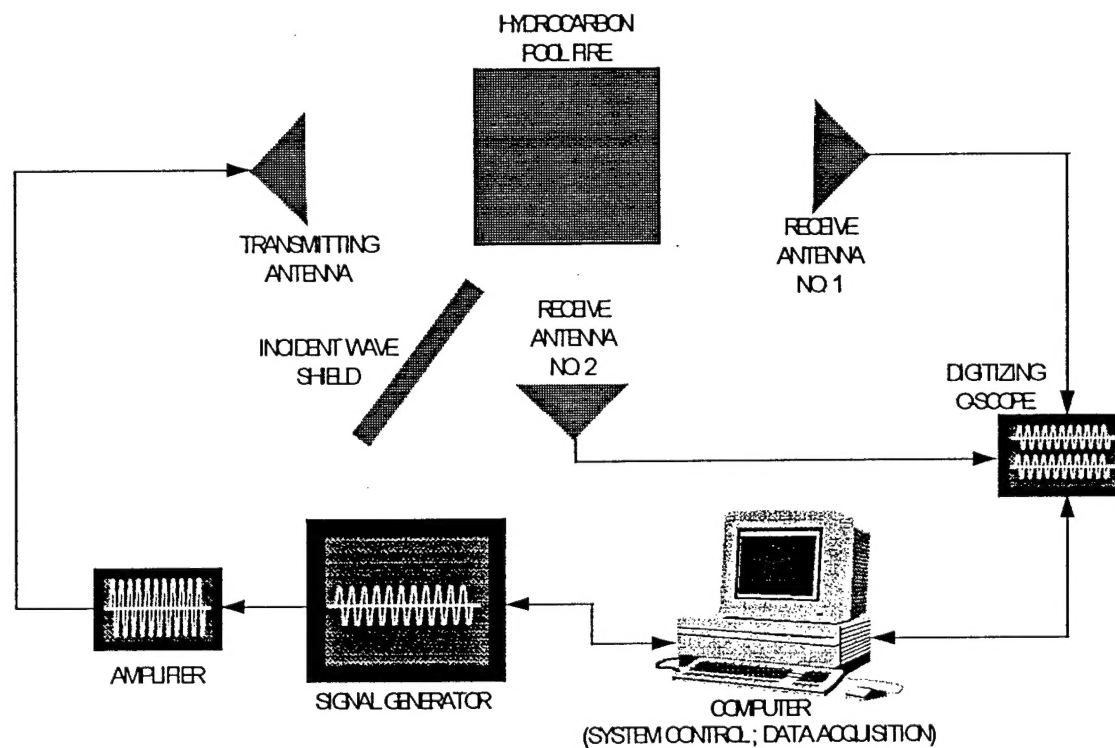 HYDROCARBON
POOL FIRE
TRANSMITTING
ANTENNA
RECEIVE
ANTENNA
NO. 1
INCIDENT WAVE
SHIELD
RECEIVE
ANTENNA
NO. 2
DIGITIZING
O-SCOPE
AMPLIFIER
SIGNAL GENERATOR
COMPUTER
(SYSTEM CONTROL; DATA ACQUISITION)